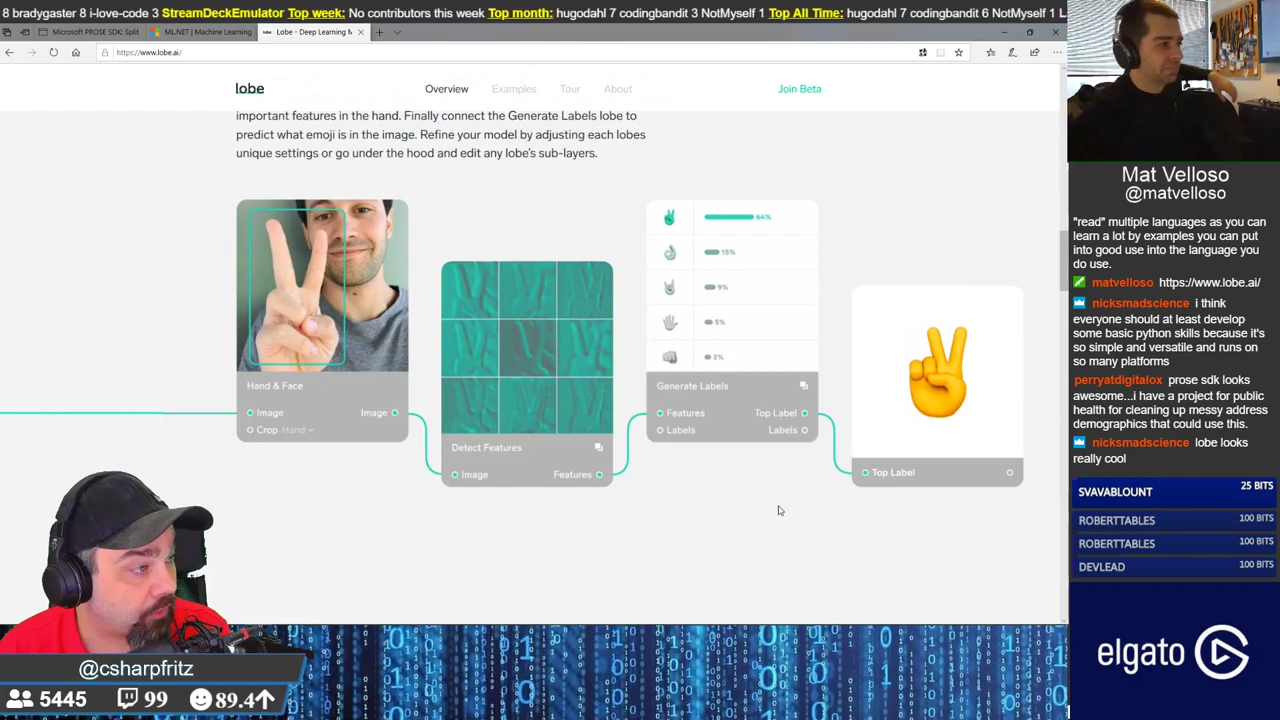 8 bradygaster 8 i-love-code 3 StreamDeckEmulator Top week: No contributors this week Top month: hugodahl 7 codingbandit 3 NotMyself 1 Top All Time: hugodahl 7 codingbandit 6 NotMyself 1 L
Microsoft PROSE SDK: Split
ML.NET | Machine Learning
Lobe - Deep Learning M
https://www.lobe.ai/
lobe
Overview
Examples
Tour
About
Join Beta
important features in the hand. Finally connect the Generate Labels lobe to
predict what emoji is in the image. Refine your model by adjusting each lobes
unique settings or go under the hood and edit any lobe's sub-layers.
64%
15%
9%
5%
3%
Hand & Face
Image
Image
Crop Hand
Detect Features
Image
Features
Generate Labels
Features
Top Label
Labels
Labels
Top Label
Mat Velloso
@matvelloso
"read" multiple languages as you can
learn a lot by examples you can put
into good use into the language you
do use.
matvelloso https://www.lobe.ai/
nicksmadscience i think
everyone should at least develop
some basic python skills because it's
so simple and versatile and runs on
so many platforms
perryatdigitalox prose sdk looks
awesome...i have a project for public
health for cleaning up messy address
demographics that could use this.
nicksmadscience lobe looks
really cool
SVAVABLOUNT 25 BITS
ROBERTTABLES 100 BITS
ROBERTTABLES 100 BITS
DEVLEAD 100 BITS
elgato
@csharpfritz
5445
99
89.4